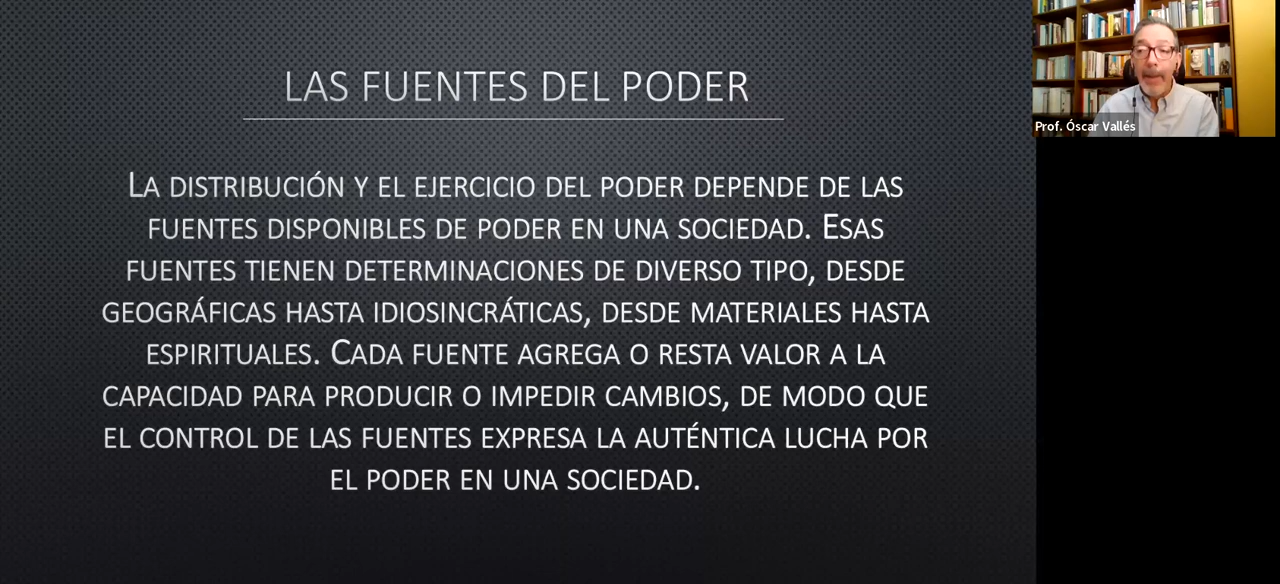 LAS FUENTES DEL PODER
LA DISTRIBUCIÓN Y EL EJERCICIO DEL PODER DEPENDE DE LAS
FUENTES DISPONIBLES DE PODER EN UNA SOCIEDAD. ESAS
FUENTES TIENEN DETERMINACIONES DE DIVERSO TIPO, DESDE
GEOGRÁFICAS HASTA IDIOSINCRÁTICAS, DESDE MATERIALES HASTA
ESPIRITUALES. CADA FUENTE AGREGA O RESTA VALOR A LA
CAPACIDAD PARA PRODUCIR O IMPEDIR CAMBIOS, DE MODO QUE
EL CONTROL DE LAS FUENTES EXPRESA LA AUTÉNTICA LUCHA POR
EL PODER EN UNA SOCIEDAD.
Prof. Óscar Vallés